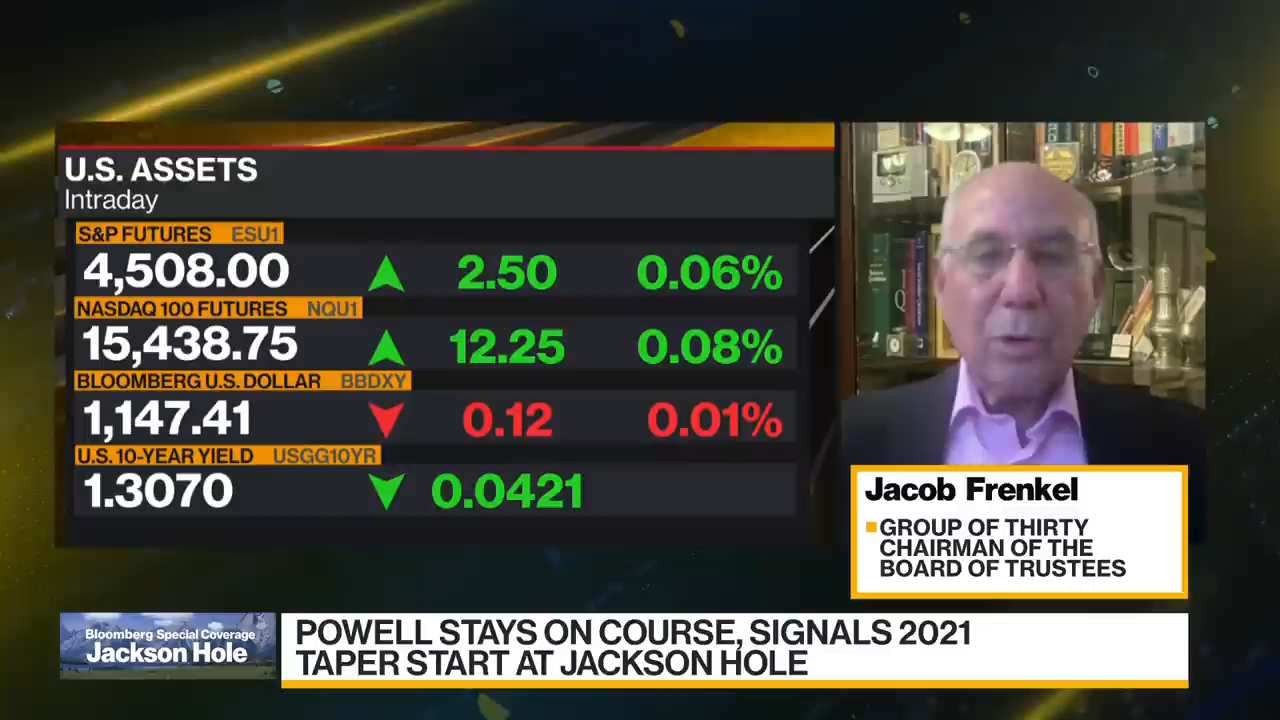 U.S. ASSETS
Intraday
S&P FUTURES ESU1
4,508.00 2.50 0.06%
NASDAQ 100 FUTURES NQU1
15,438.75 12.25 0.08%
BLOOMBERG U.S. DOLLAR BBDXY
1,147.41 0.12 0.01%
U.S. 10-YEAR YIELD USGG10YR
1.3070 0.0421
Jacob Frenkel
GROUP OF THIRTY
CHAIRMAN OF THE
BOARD OF TRUSTEES
Bloomberg Special Coverage
Jackson Hole
POWELL STAYS ON COURSE, SIGNALS 2021
TAPER START AT JACKSON HOLE